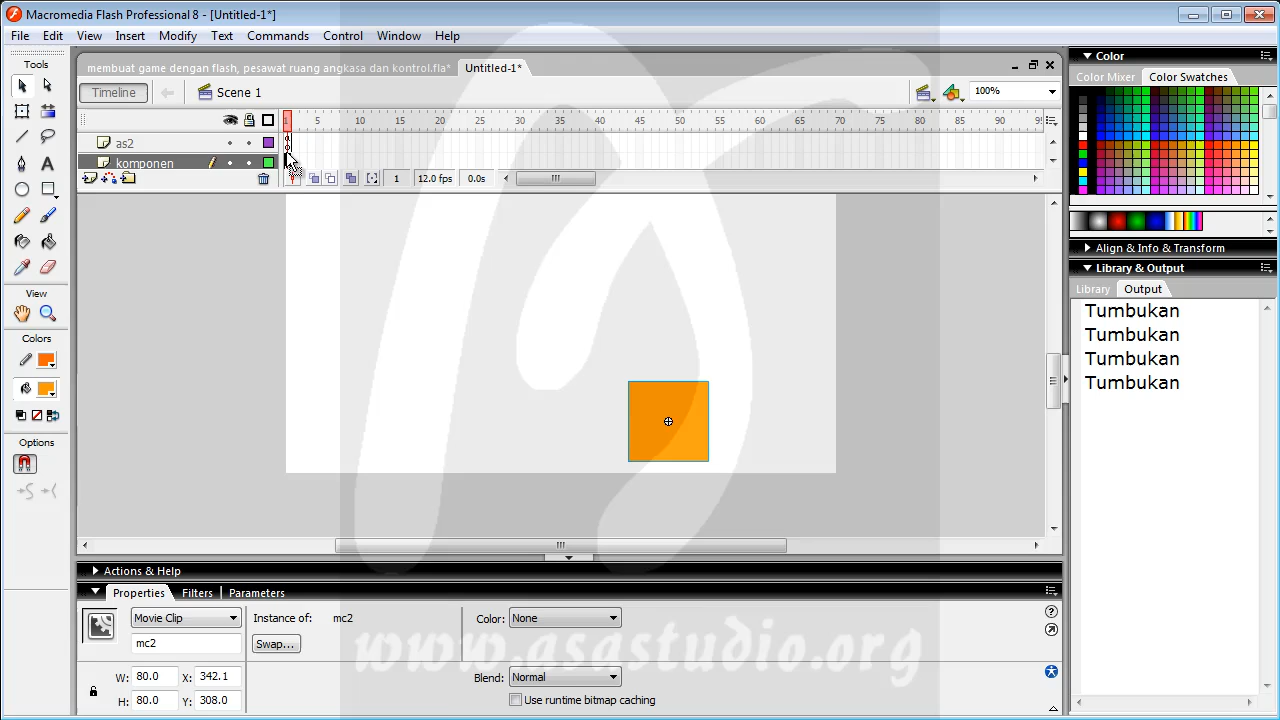 Macromedia Flash Professional 8 - [Untitled-1*]
File Edit View Insert Modify Text Commands Control Window Help
Tools
membuat game dengan flash, pesawat ruang angkasa dan kontrol.fla* Untitled-1*
Color
Color Mixer Color Swatches
Timeline Scene 1 100%
1 5 10 15 20 25 30 35 40 45 50 55 60 65 70 75 80 85 90 95
as2
komponen
1 12.0 fps 0.0s
Align & Info & Transform
Library & Output
Library Output
View
Tumbukan
Tumbukan
Tumbukan
Tumbukan
Colors
Options
Actions & Help
Properties Filters Parameters
Movie Clip Instance of: mc2 Color: None
mc2 Swap...
www.asastudio.org
W: 80.0 X: 342.1 Blend: Normal
H: 80.0 Y: 308.0 Use runtime bitmap caching